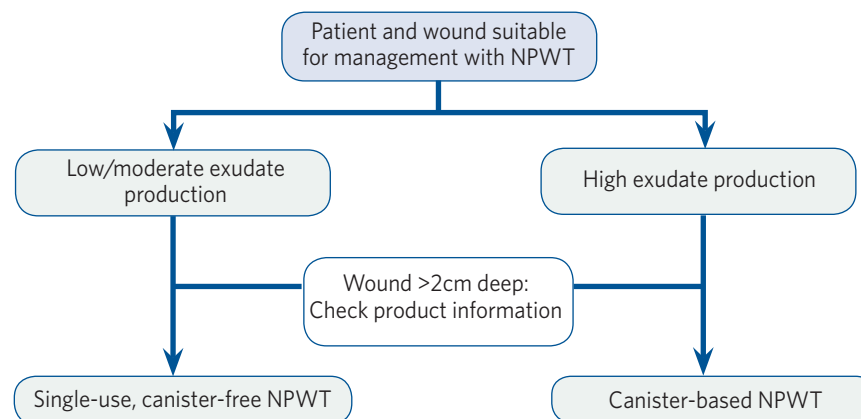 Patient and wound suitable
for management with NPWT
Low/moderate exudate
production
High exudate production
Wound >2cm deep:
Check product information
Single-use, canister-free NPWT
Canister-based NPWT